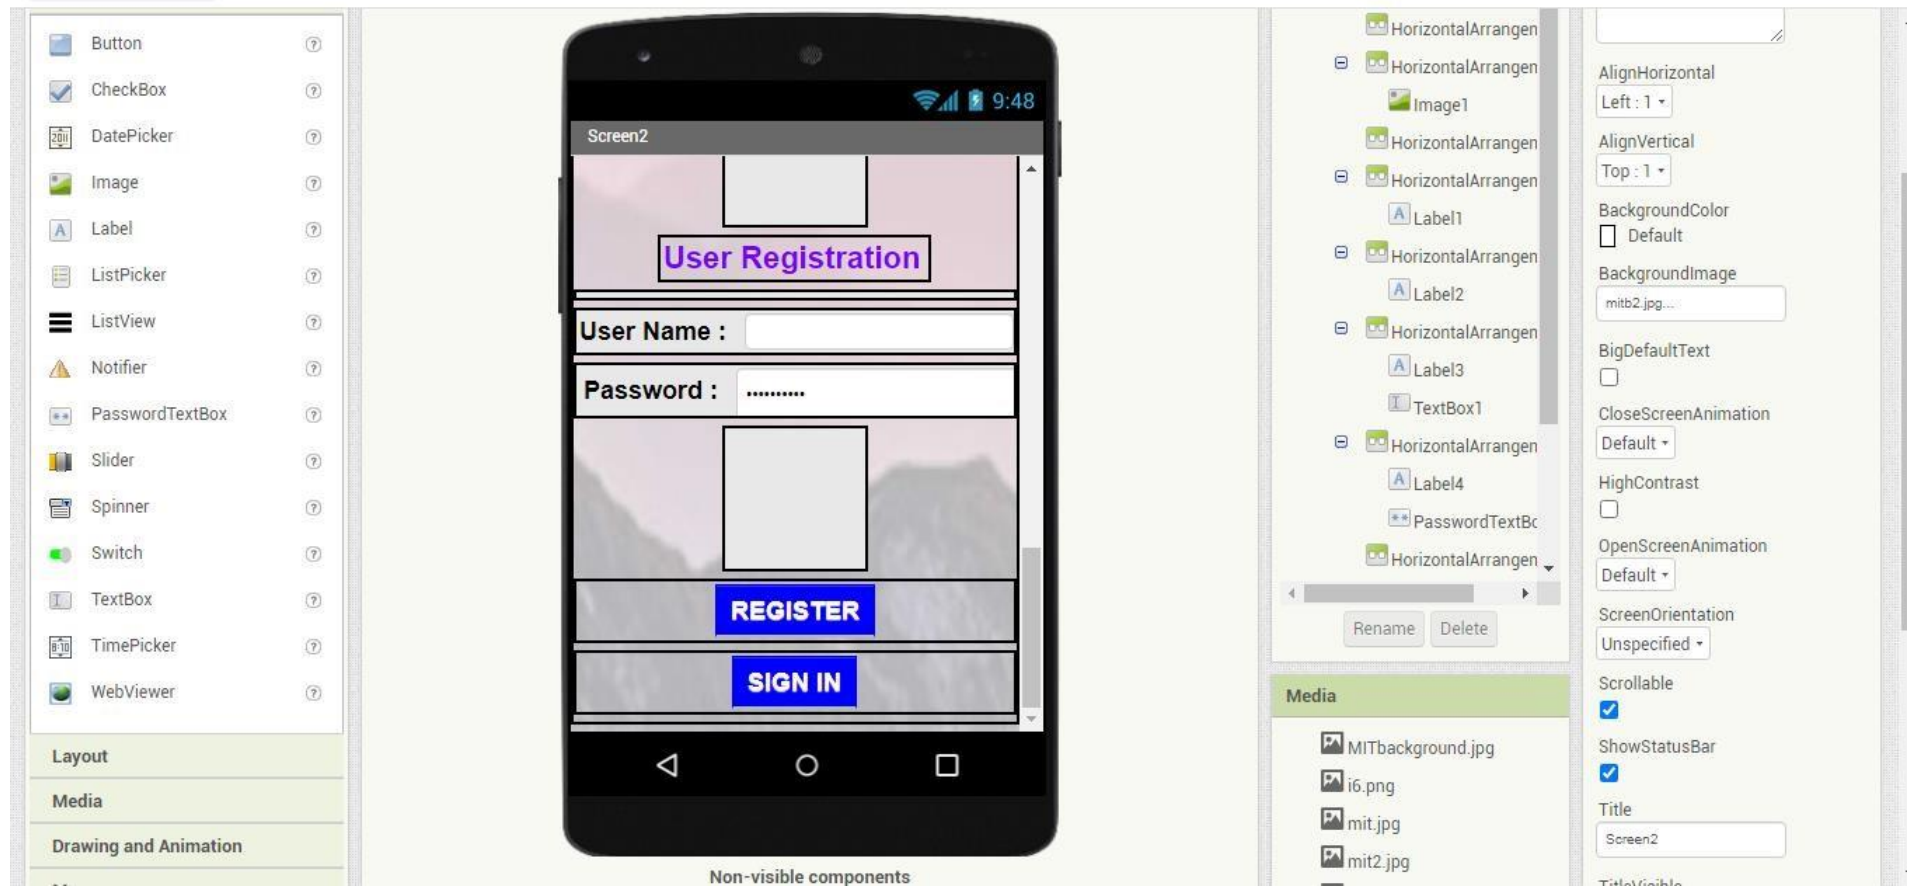 Button
CheckBox
DatePicker
Image
Label
ListPicker
ListView
Notifier
PasswordTextBox
Slider
Spinner
Switch
TextBox
TimePicker
WebViewer
Layout
Media
Drawing and Animation
9:48
Screen2
User Registration
User Name :
Password :
REGISTER
SIGN IN
Non-visible components
HorizontalArrangen
HorizontalArrangen
Image1
HorizontalArrangen
HorizontalArrangen
Label1
HorizontalArrangen
Label2
HorizontalArrangen
Label3
TextBox1
HorizontalArrangen
Label4
PasswordTextBo
HorizontalArrangen
Rename Delete
Media
MITbackground.jpg
i6.png
mit.jpg
mit2.jpg
AlignHorizontal
Left : 1
AlignVertical
Top : 1
BackgroundColor
Default
BackgroundImage
mitb2.jpg...
BigDefaultText
CloseScreenAnimation
Default
HighContrast
OpenScreenAnimation
Default
ScreenOrientation
Unspecified
Scrollable
ShowStatusBar
Title
Screen2
TitleVisible